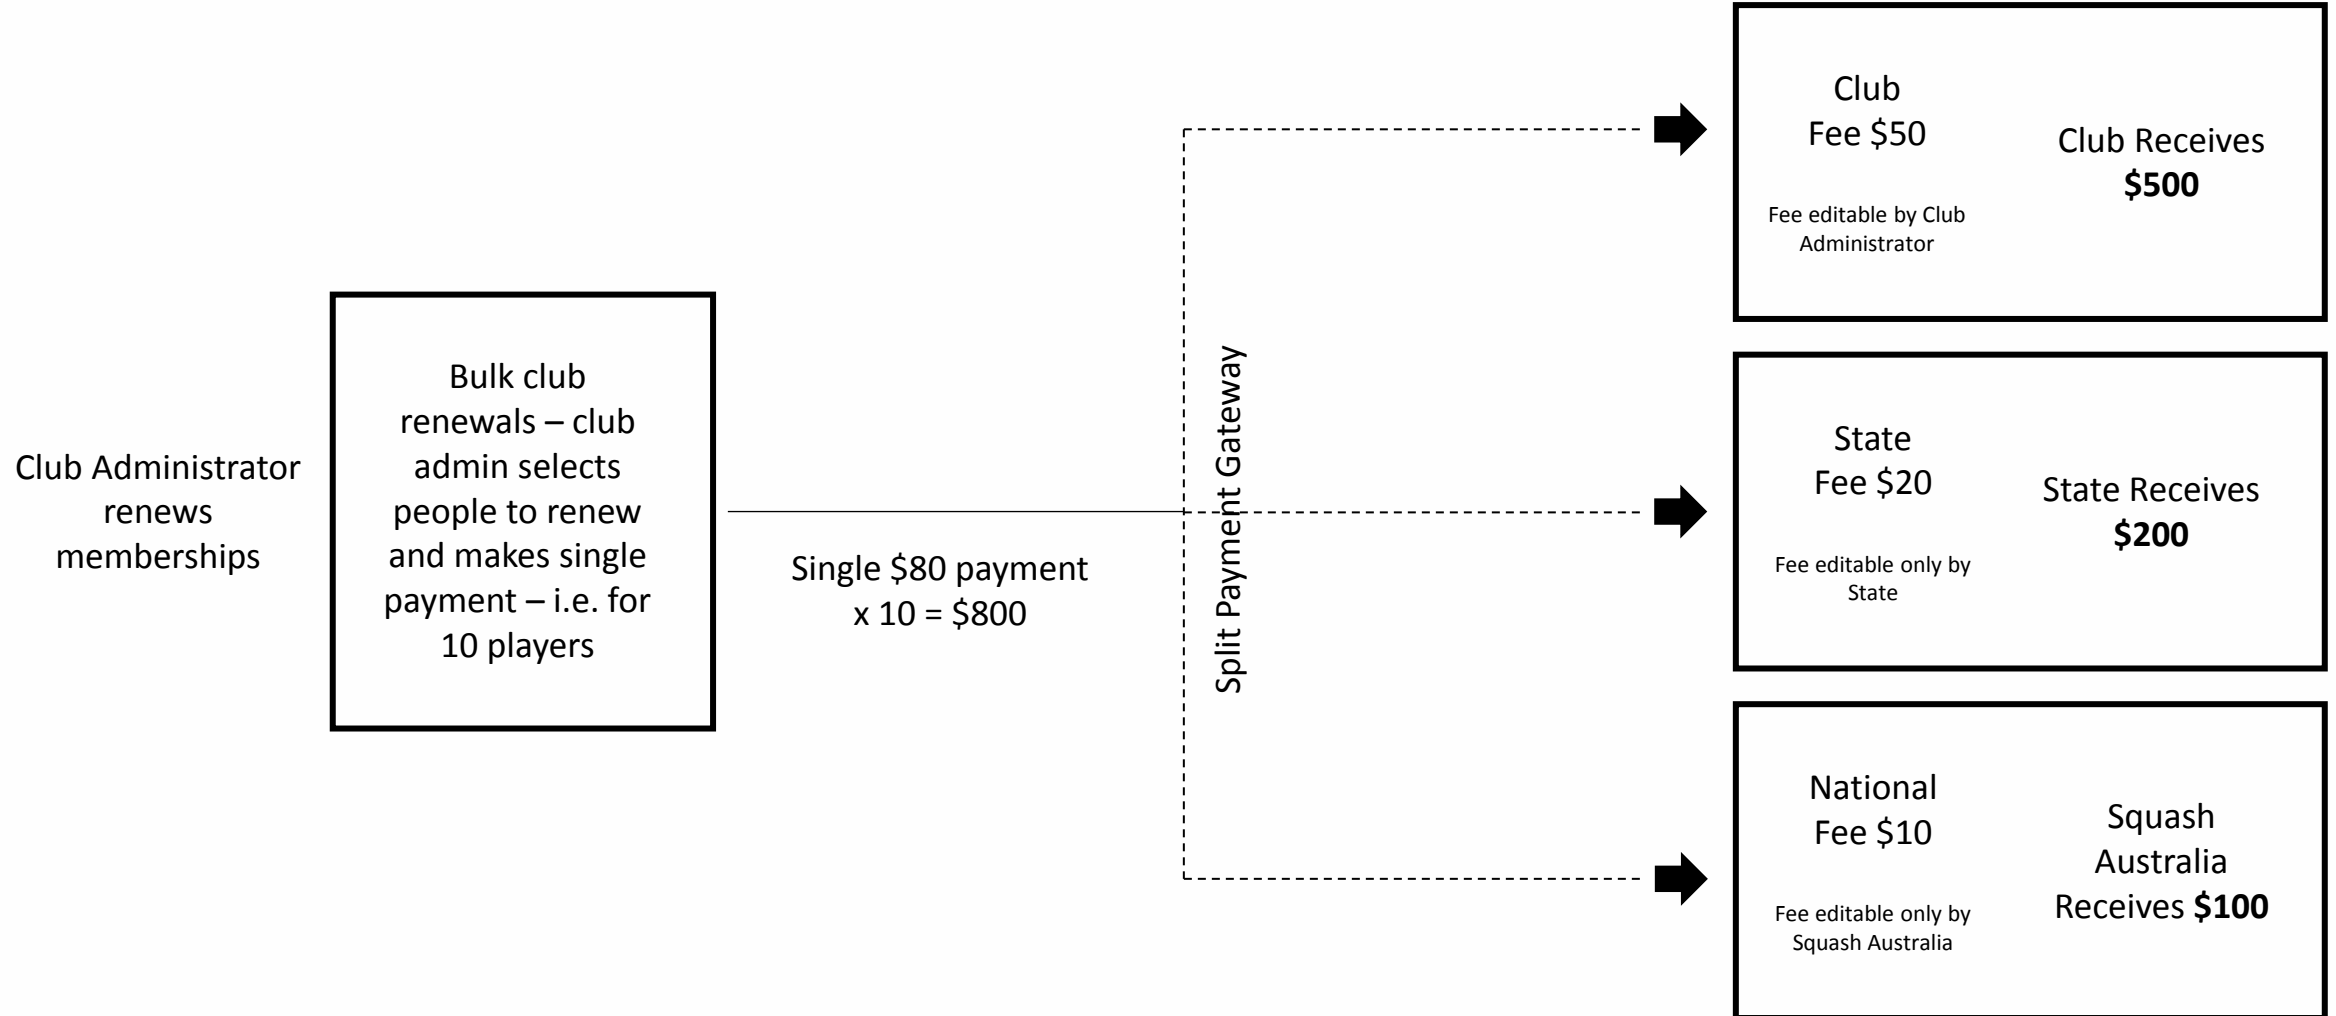 Club Administrator
renews
memberships
Bulk club
renewals – club
admin selects
people to renew
and makes single
payment – i.e. for
10 players
Single $80 payment
x 10 = $800
Split Payment Gateway
Club
Fee $50
Fee editable by Club
Administrator
Club Receives
$500
State
Fee $20
Fee editable only by
State
State Receives
$200
National
Fee $10
Fee editable only by
Squash Australia
Squash
Australia
Receives $100